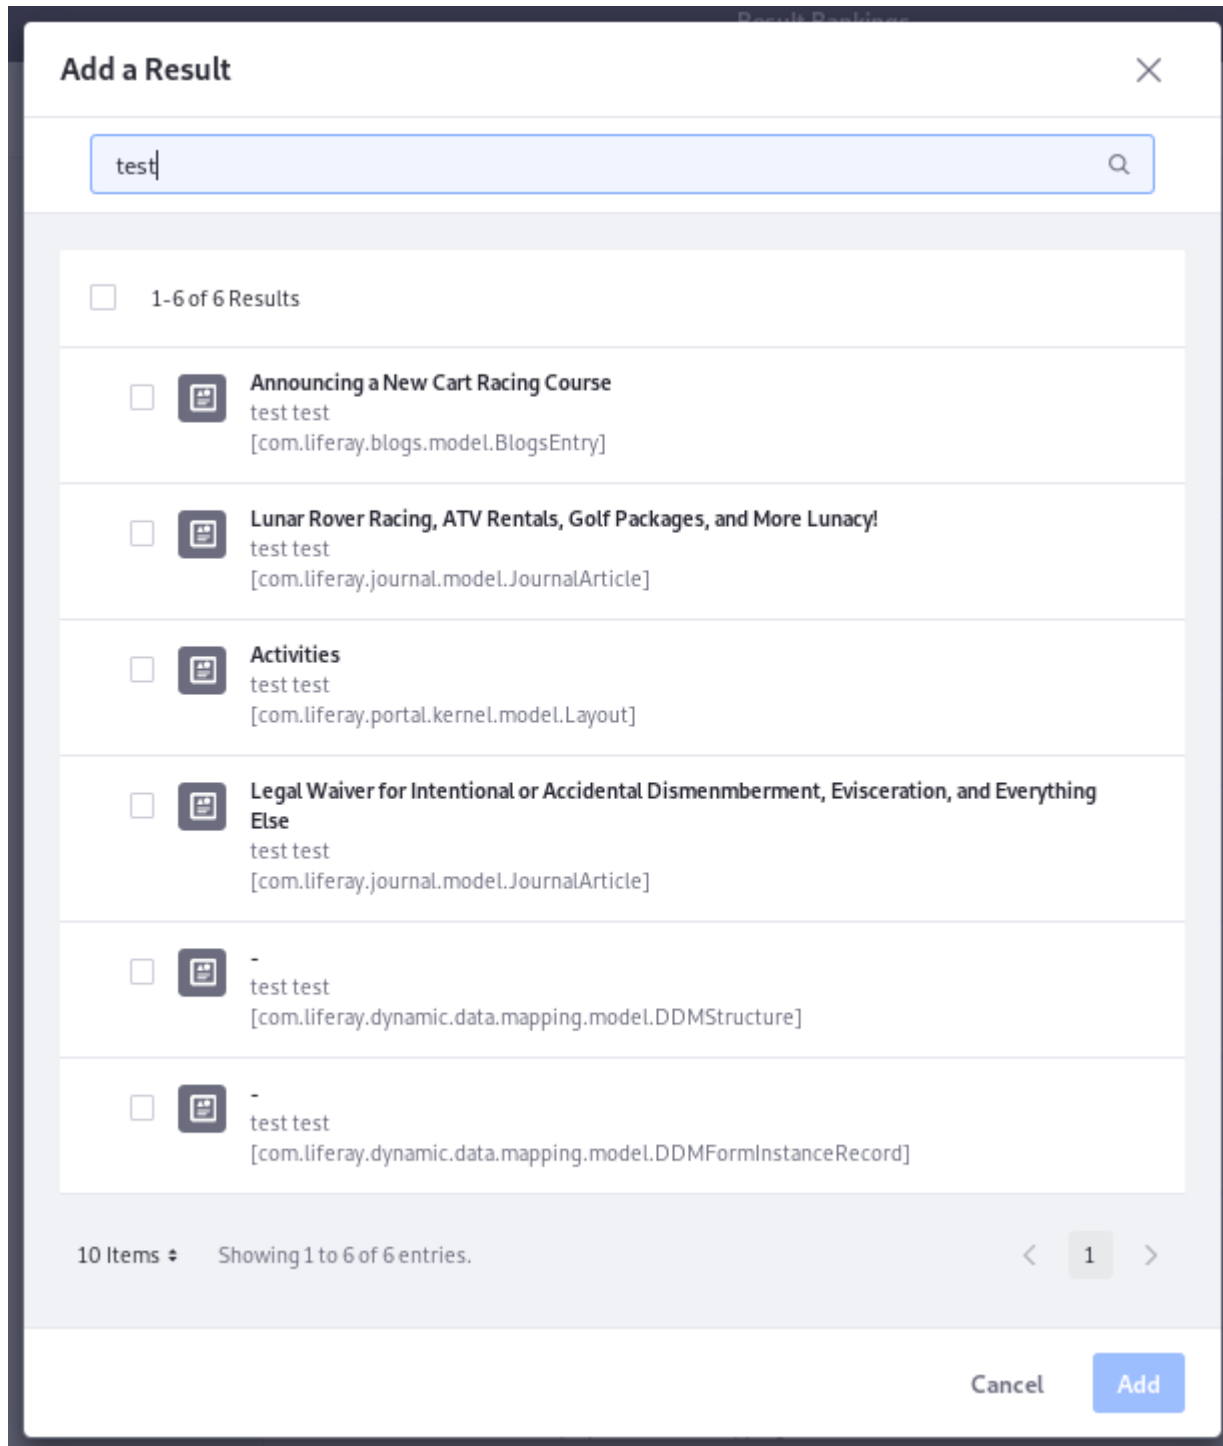 Result Rankings
Add a Result
test
1-6 of 6 Results
Announcing a New Cart Racing Course
test test
[com.liferay.blogs.model.BlogsEntry]
Lunar Rover Racing, ATV Rentals, Golf Packages, and More Lunacy!
test test
[com.liferay.journal.model.JournalArticle]
Activities
test test
[com.liferay.portal.kernel.model.Layout]
Legal Waiver for Intentional or Accidental Dismenmberment, Evisceration, and Everything
Else
test test
[com.liferay.journal.model.JournalArticle]
-
test test
[com.liferay.dynamic.data.mapping.model.DDMStructure]
-
test test
[com.liferay.dynamic.data.mapping.model.DDMFormInstanceRecord]
10 Items Showing 1 to 6 of 6 entries. 1
Cancel Add